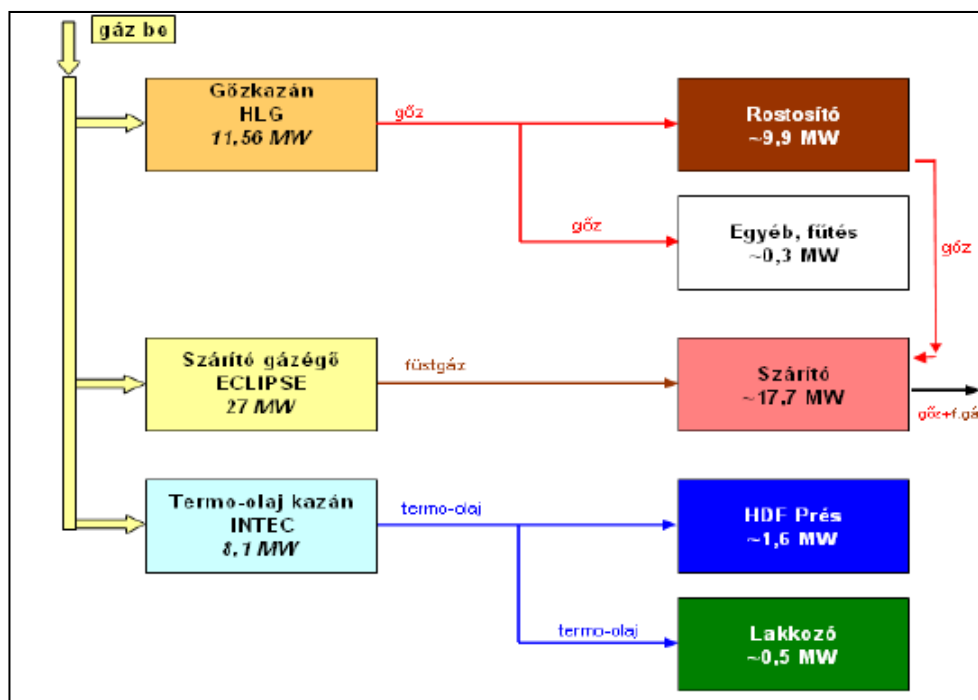 gáz be
Gőzkazán
HLG
11,56 MW
gőz
Rostosító
~9,9 MW
gőz
Egyéb, fűtés
~0,3 MW
gőz
Szárító gázégő
ECLIPSE
27 MW
füstgáz
Szárító
~17,7 MW
gőz+f.gá
Termo-olaj kazán
INTEC
8,1 MW
termo-olaj
HDF Prés
~1,6 MW
termo-olaj
Lakkozó
~0,5 MW